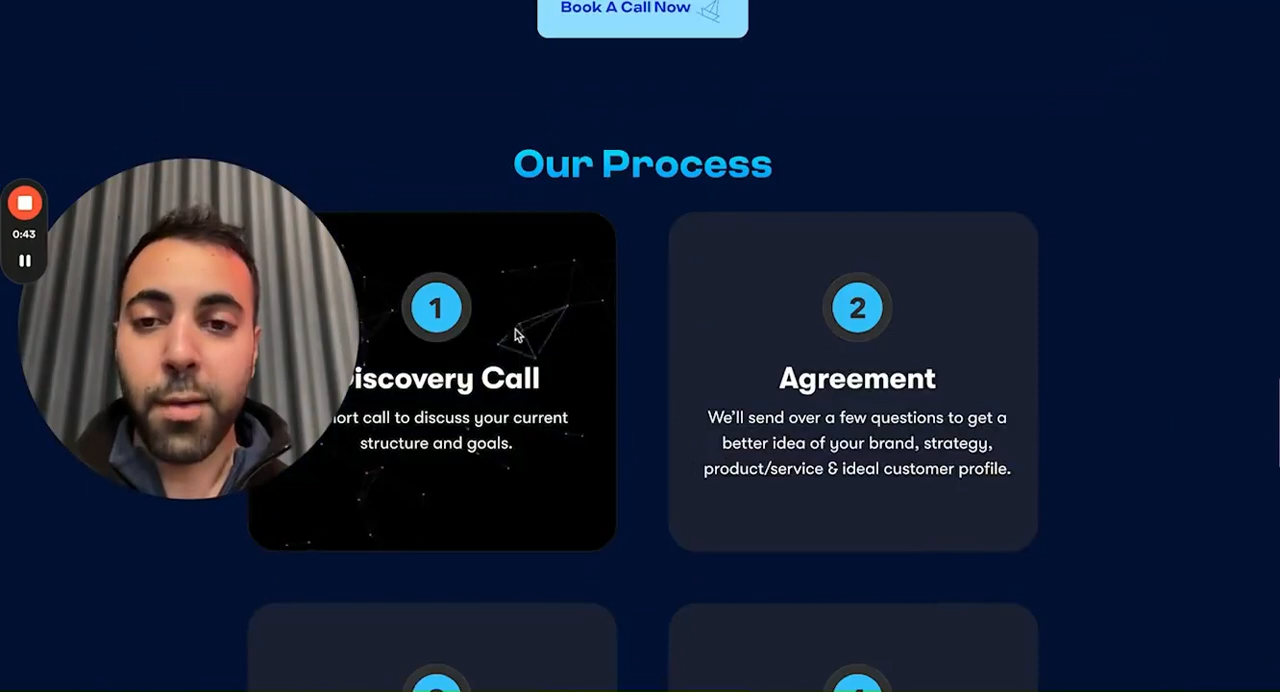 Book A Call Now
Our Process
0:43
1
2
Discovery Call
Agreement
call to discuss your current
structure and goals.
We'll send over a few questions to get a
better idea of your brand, strategy,
product/service & ideal customer profile.